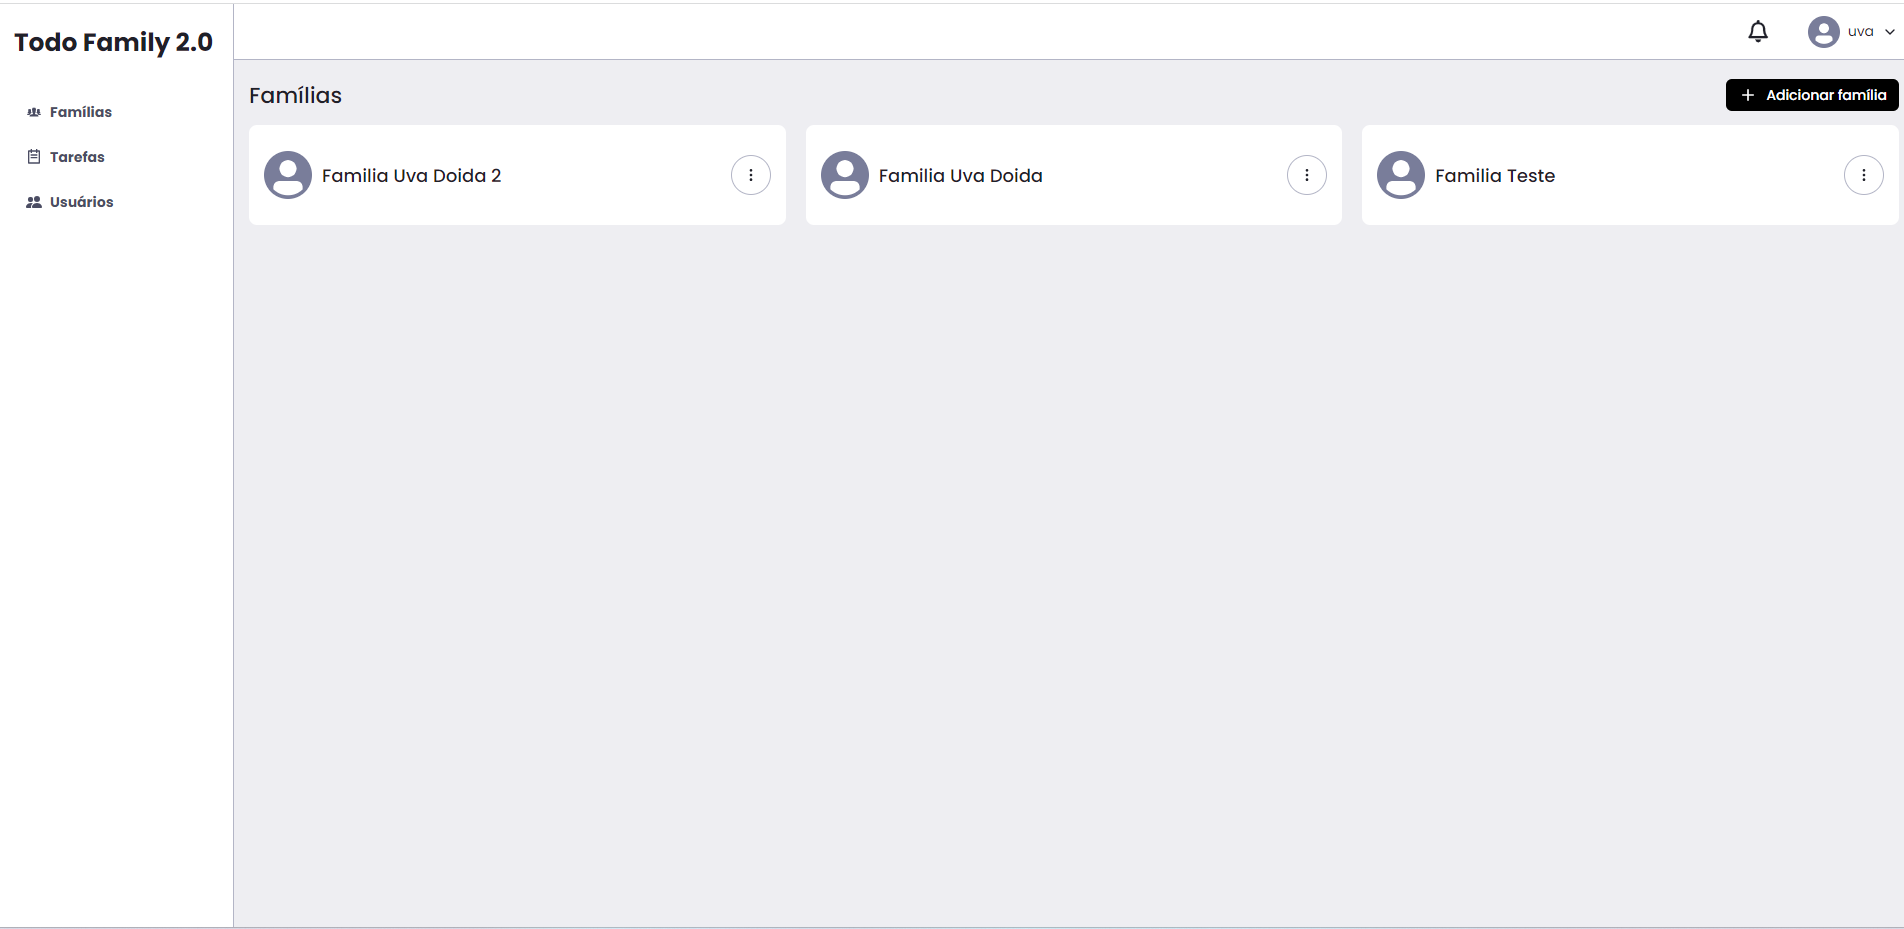 Todo Family 2.0
uva
Famílias
Tarefas
Usuários
Famílias
Adicionar família
Familia Uva Doida 2
Familia Uva Doida
Familia Teste